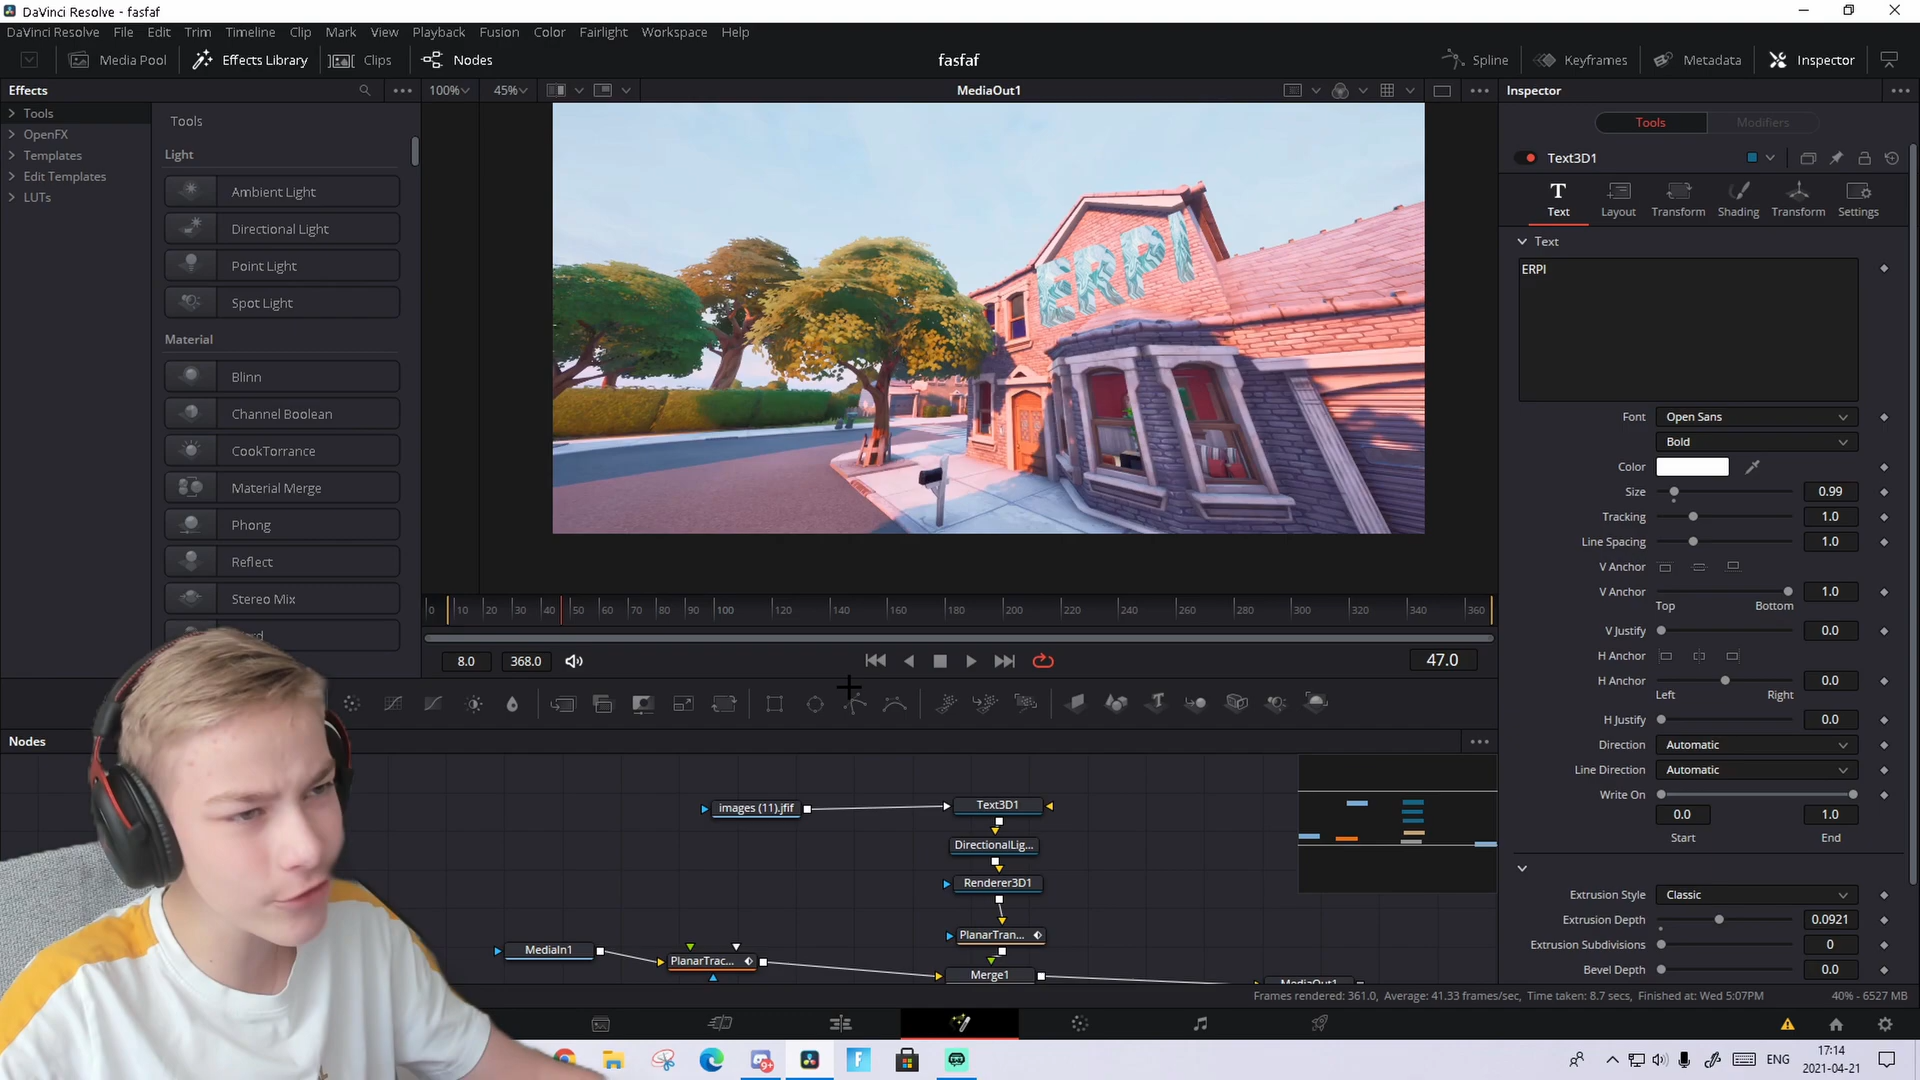 DaVinci Resolve - fasfaf
DaVinci Resolve File Edit Trim Timeline Clip Mark View Playback Fusion Color Fairlight Workspace Help
Media Pool Effects Library Clips Nodes fasfaf Spline Keyframes Metadata Inspector
Effects 100% 45% MediaOut1 Inspector
Tools
OpenFX
Templates
Edit Templates
LUTs
Tools
Light
Ambient Light
Directional Light
Point Light
Spot Light
Material
Blinn
Channel Boolean
CookTorrance
Material Merge
Phong
Reflect
Stereo Mix
ERPI
0 10 20 30 40 50 60 70 80 90 100 120 140 160 180 200 220 240 260 280 300 320 340 360
8.0 368.0 47.0
Nodes
images (11).jfif
Text3D1
DirectionalLig...
Renderer3D1
PlanarTran...
MediaIn1
PlanarTrac...
Merge1
MediaOut1
Tools Modifiers
Text3D1
Text Layout Transform Shading Transform Settings
Text
ERPI
Font Open Sans
Bold
Color
Size 0.99
Tracking 1.0
Line Spacing 1.0
V Anchor
V Anchor 1.0
Top Bottom
V Justify 0.0
H Anchor
H Anchor 0.0
Left Right
H Justify 0.0
Direction Automatic
Line Direction Automatic
Write On
0.0 1.0
Start End
Extrusion Style Classic
Extrusion Depth 0.0921
Extrusion Subdivisions 0
Bevel Depth 0.0
Frames rendered: 361.0, Average: 41.33 frames/sec, Time taken: 8.7 secs, Finished at: Wed 5:07PM 40% - 6527 MB
9+
ENG
17:14
2021-04-21